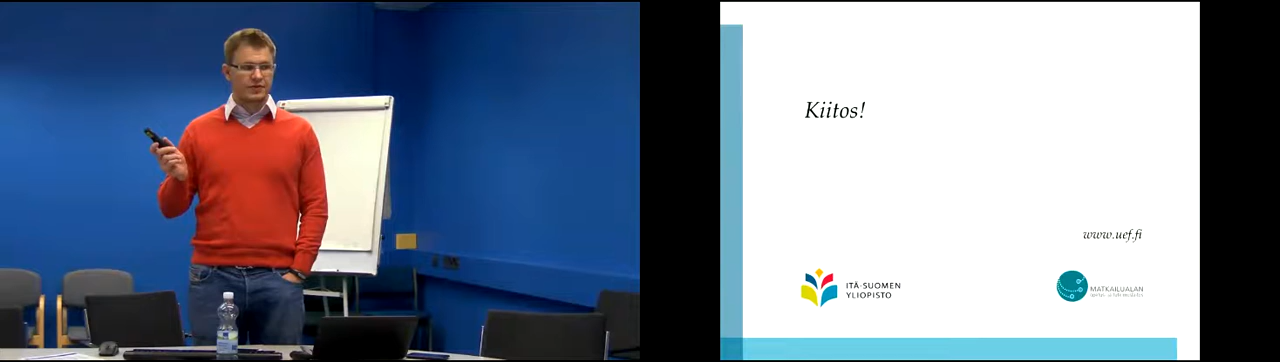 Kiitos!
www.uef.fi
ITÄ-SUOMEN
YLIOPISTO
MATKAILUALAN